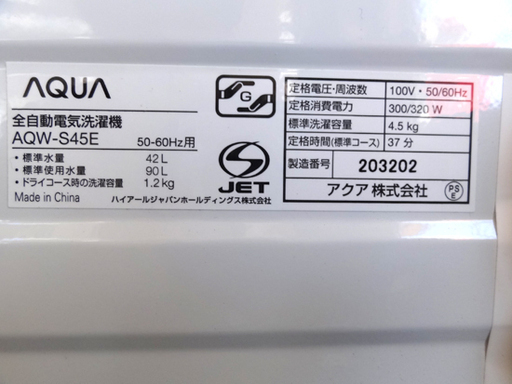 AQUA
全自動電気洗濯機
AQW-S45E 50-60Hz用
・標準水量 42L
・標準使用水量 90L
・ドライコース時の洗濯容量 1.2kg
Made in China
G
S
JET
ハイアールジャパンホールディングス株式会社
定格電圧・周波数 100V・50/60Hz
定格消費電力 300/320 W
標準洗濯容量 4.5 kg
定格時間(標準コース) 37 分
製造番号 203202
アクア 株式会社
PS
E